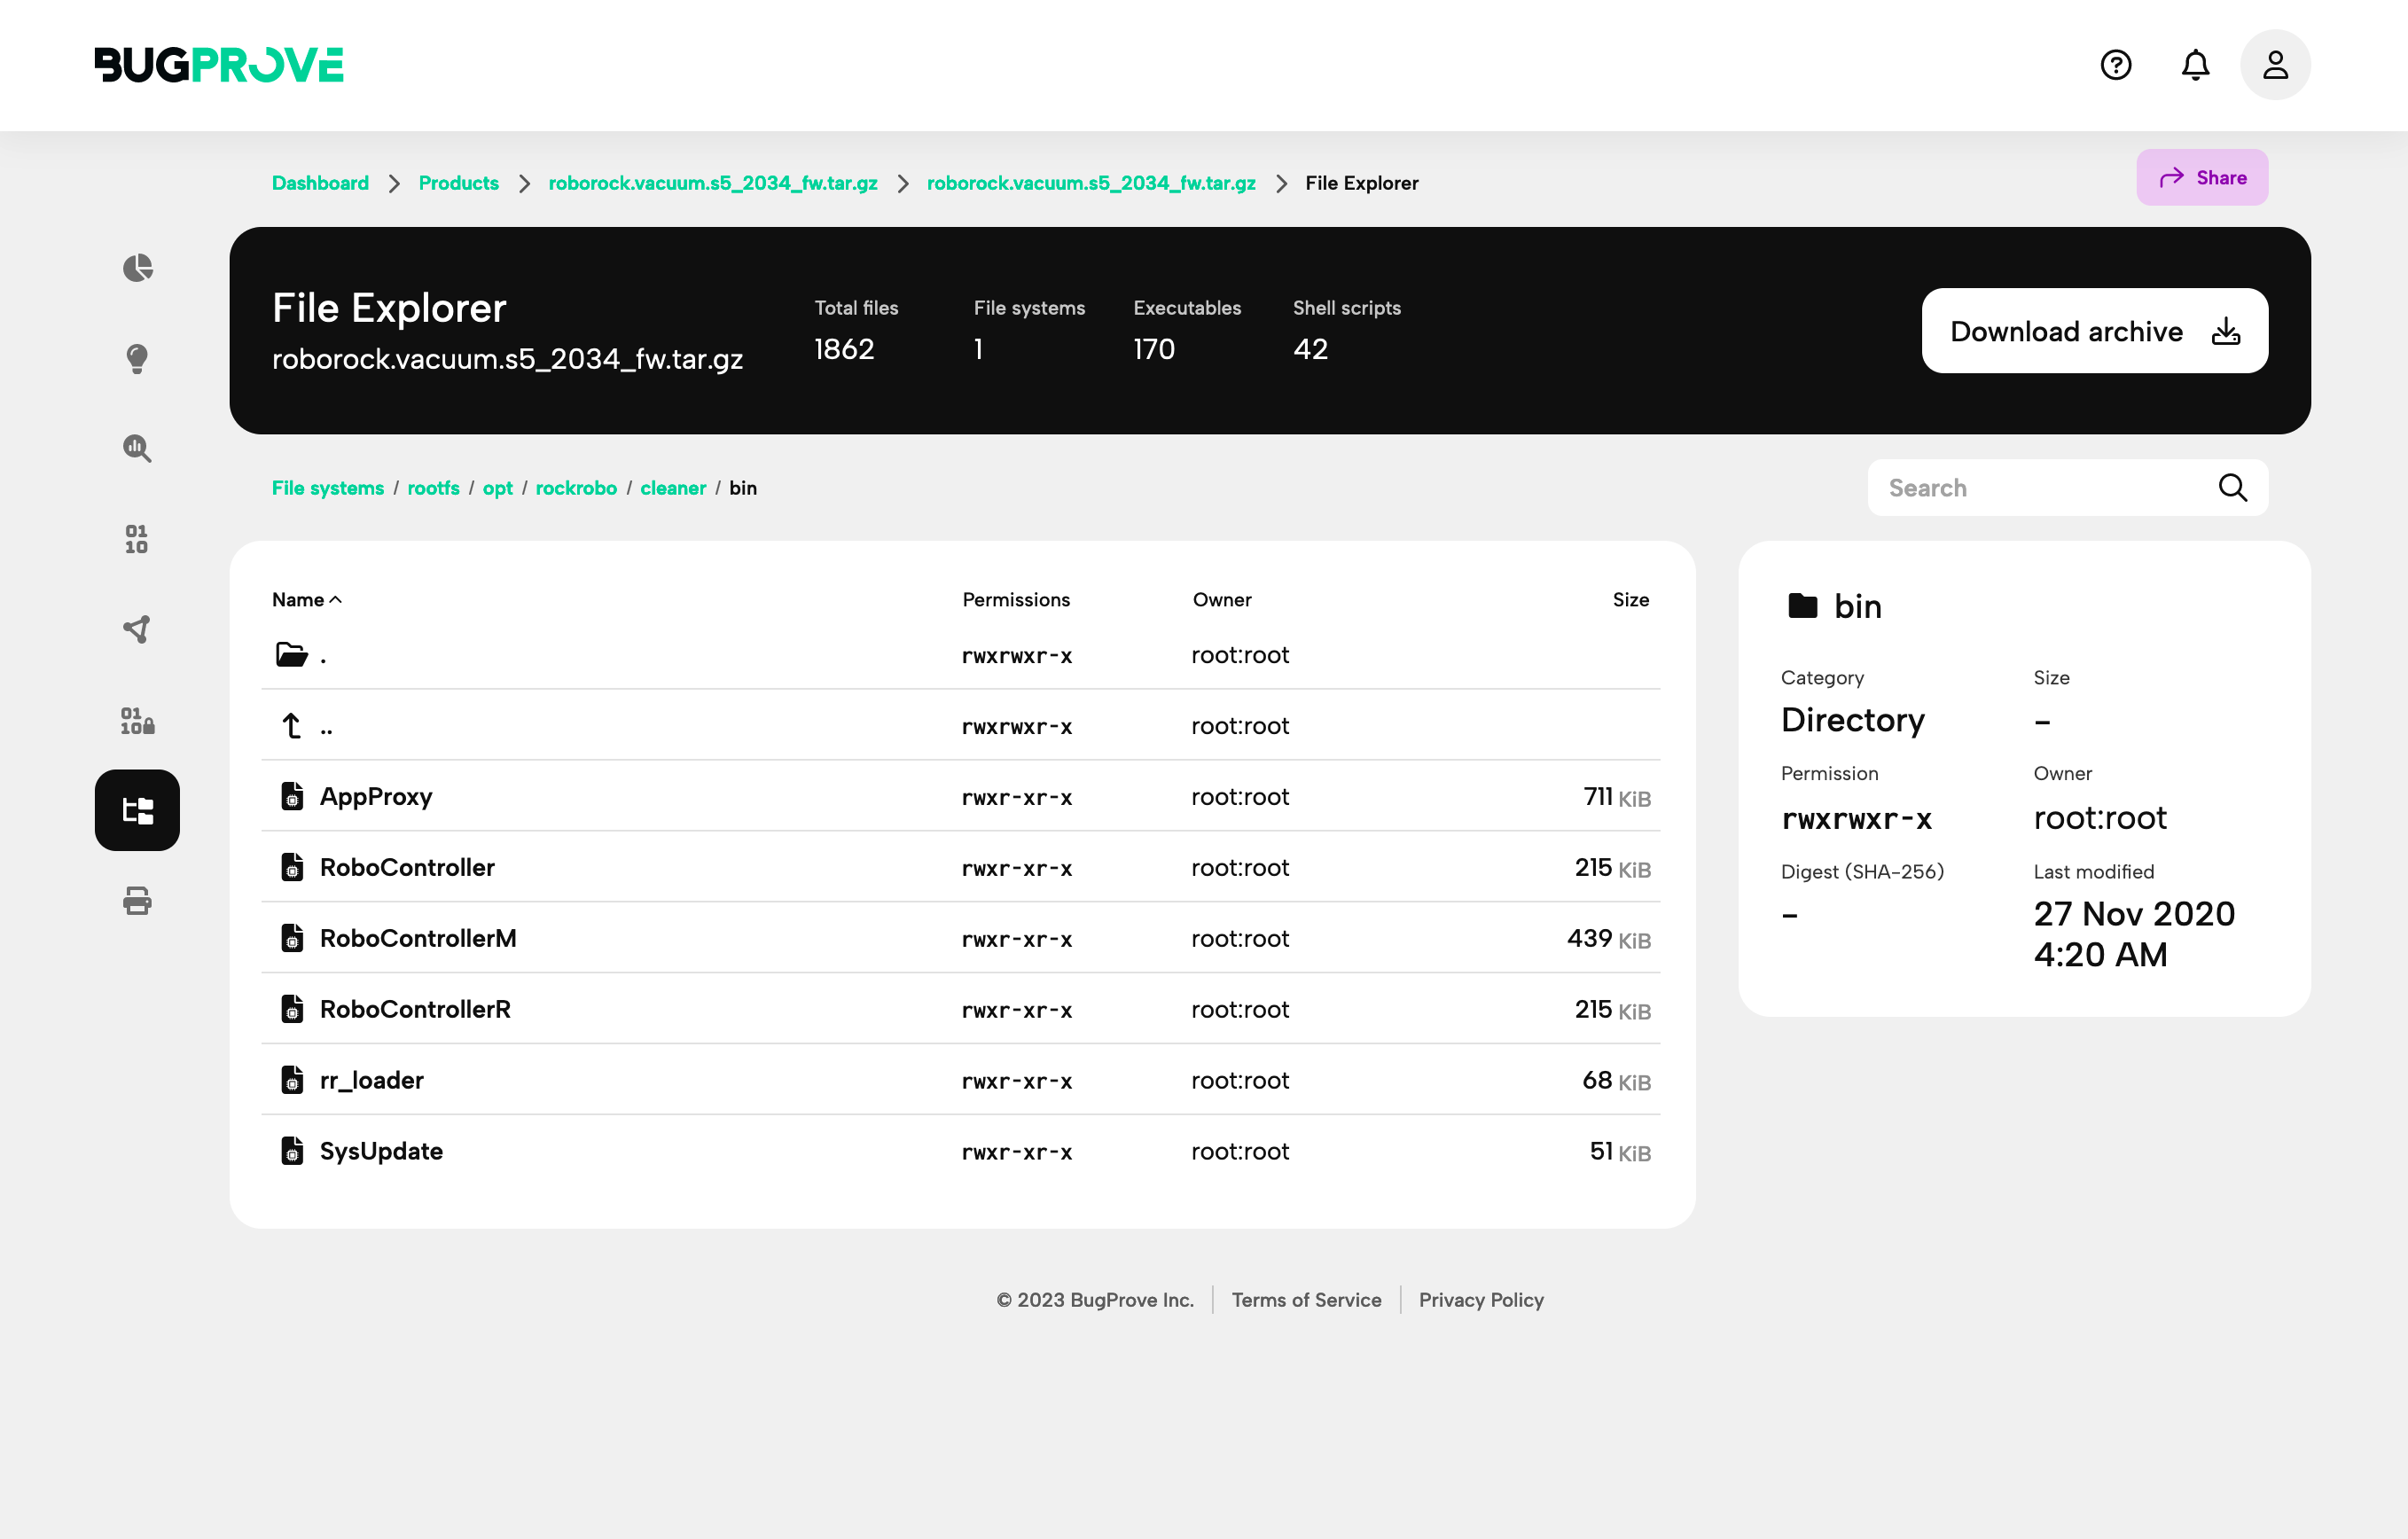 BUGPROVE
Dashboard > Products > roborock.vacuum.s5_2034_fw.tar.gz > roborock.vacuum.s5_2034_fw.tar.gz > File Explorer
Share
File Explorer
roborock.vacuum.s5_2034_fw.tar.gz
Total files File systems Executables Shell scripts
1862 1 170 42
Download archive
File systems / rootfs / opt / rockrobo / cleaner / bin
Search
Name Permissions Owner Size
. rwxrwxr-x root:root
.. rwxrwxr-x root:root
AppProxy rwxr-xr-x root:root 711 KiB
RoboController rwxr-xr-x root:root 215 KiB
RoboControllerM rwxr-xr-x root:root 439 KiB
RoboControllerR rwxr-xr-x root:root 215 KiB
rr_loader rwxr-xr-x root:root 68 KiB
SysUpdate rwxr-xr-x root:root 51 KiB
bin
Category Size
Directory –
Permission Owner
rwxrwxr-x root:root
Digest (SHA-256) Last modified
– 27 Nov 2020
4:20 AM
© 2023 BugProve Inc. | Terms of Service | Privacy Policy